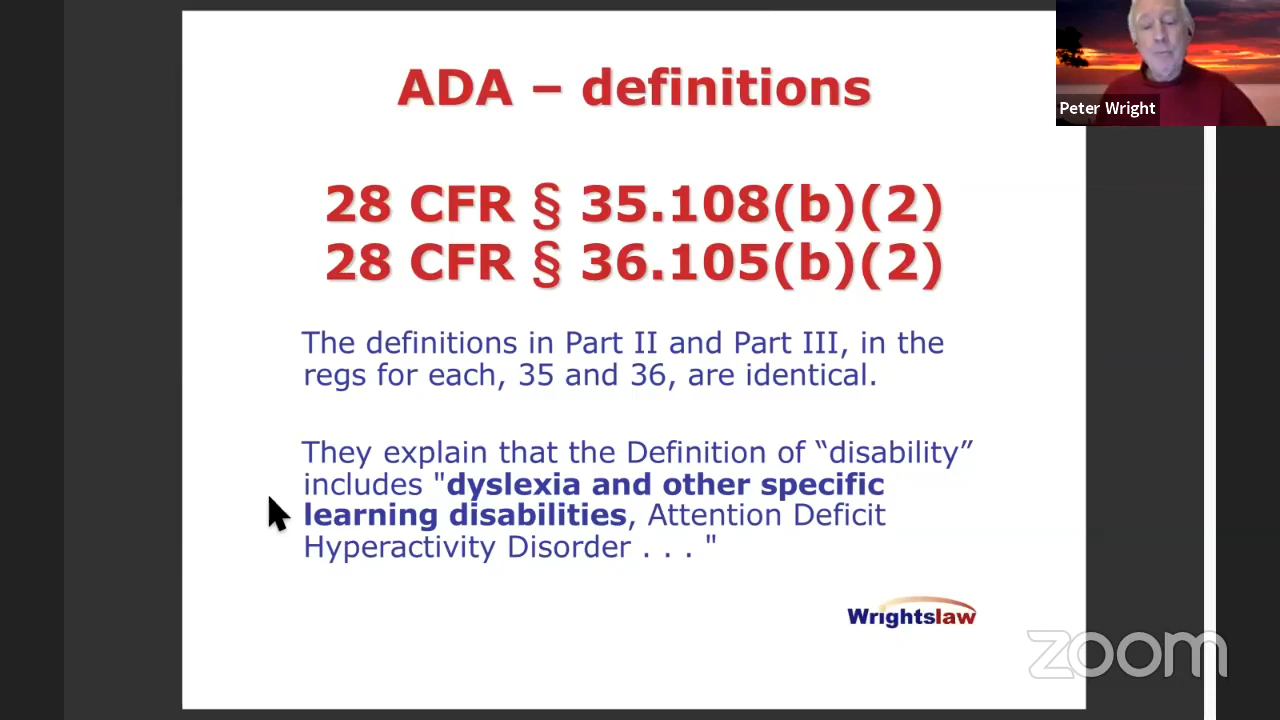 ADA – definitions
28 CFR § 35.108(b)(2)
28 CFR § 36.105(b)(2)
The definitions in Part II and Part III, in the
regs for each, 35 and 36, are identical.
They explain that the Definition of “disability”
includes "dyslexia and other specific
learning disabilities, Attention Deficit
Hyperactivity Disorder . . . "
Wrightslaw
Peter Wright
zoom